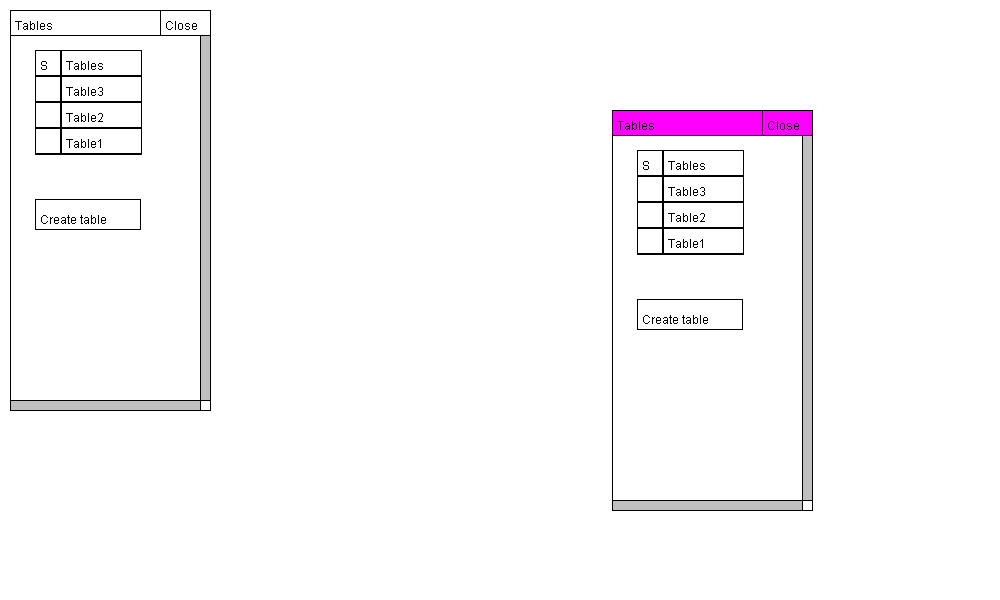 Tables Close
S Tables
Table3
Table2
Table1
Create table
Tables Close
S Tables
Table3
Table2
Table1
Create table